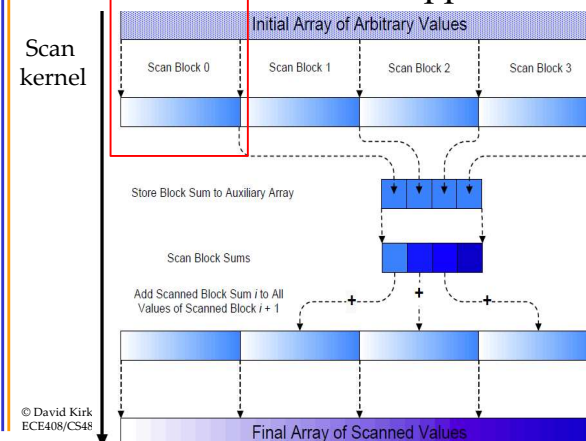 Initial Array of Arbitrary Values
Scan
kernel
Scan Block 0
Scan Block 1
Scan Block 2
Scan Block 3
Store Block Sum to Auxiliary Array
Scan Block Sums
Add Scanned Block Sum i to All
Values of Scanned Block i + 1
+
+
+
© David Kirk
ECE408/CS48
Final Array of Scanned Values